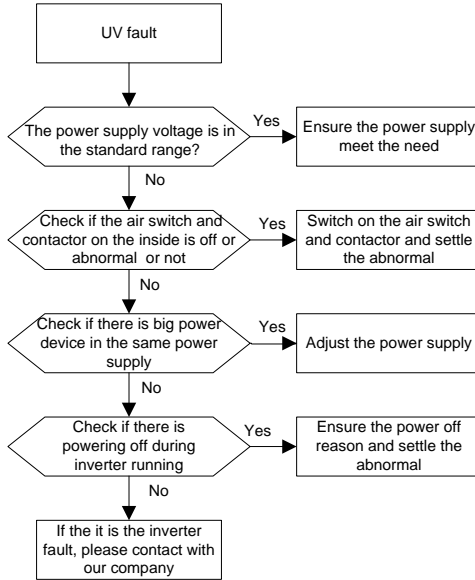 UV fault
The power supply voltage is in
the standard range?
Yes
Ensure the power supply
meet the need
No
Check if the air switch and
contactor on the inside is off or
abnormal or not
Yes
Switch on the air switch
and contactor and settle
the abnormal
No
Check if there is big power
device in the same power
supply
Yes
Adjust the power supply
No
Check if there is
powering off during
inverter running
Yes
Ensure the power off
reason and settle the
abnormal
No
If the it is the inverter
fault, please contact with
our company